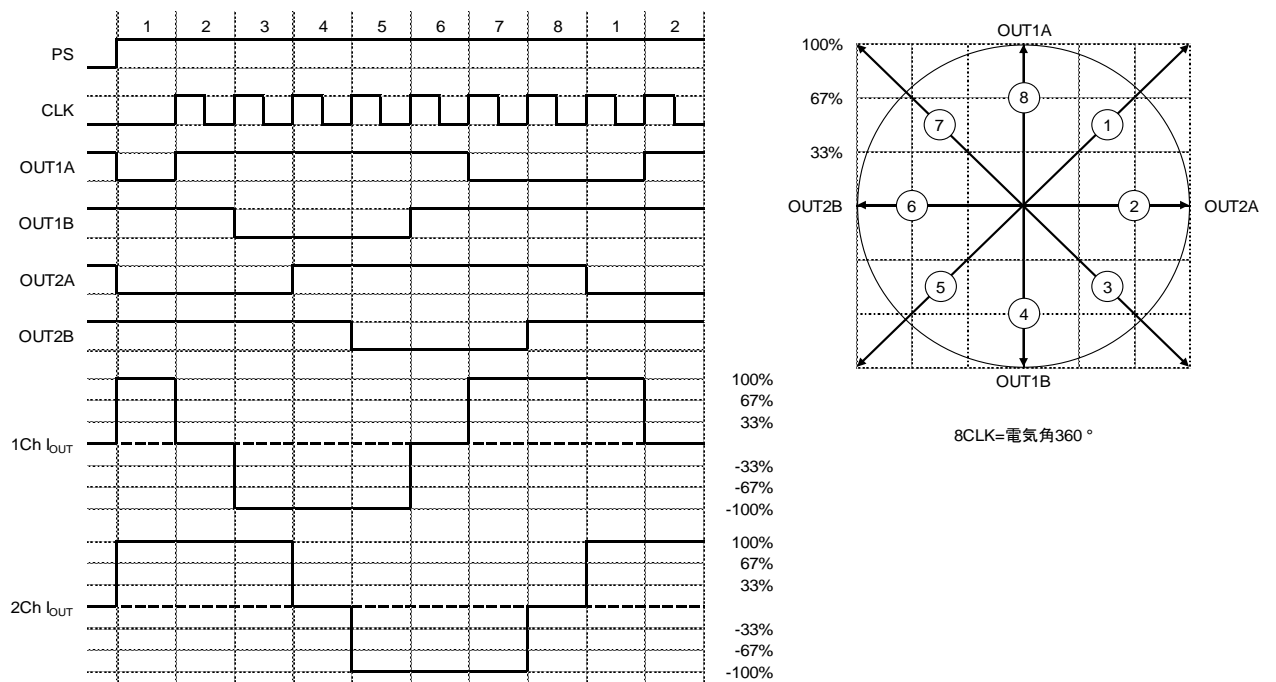 1 2 3 4 5 6 7 8 1 2
PS
CLK
OUT1A
OUT1B
OUT2A
OUT2B
1Ch IOUT
100%
67%
33%
-33%
-67%
-100%
2Ch IOUT
100%
67%
33%
-33%
-67%
-100%
OUT1A
100%
67%
33%
8
7
1
OUT2B
6
2
OUT2A
5
3
4
OUT1B
8CLK=電気角360°